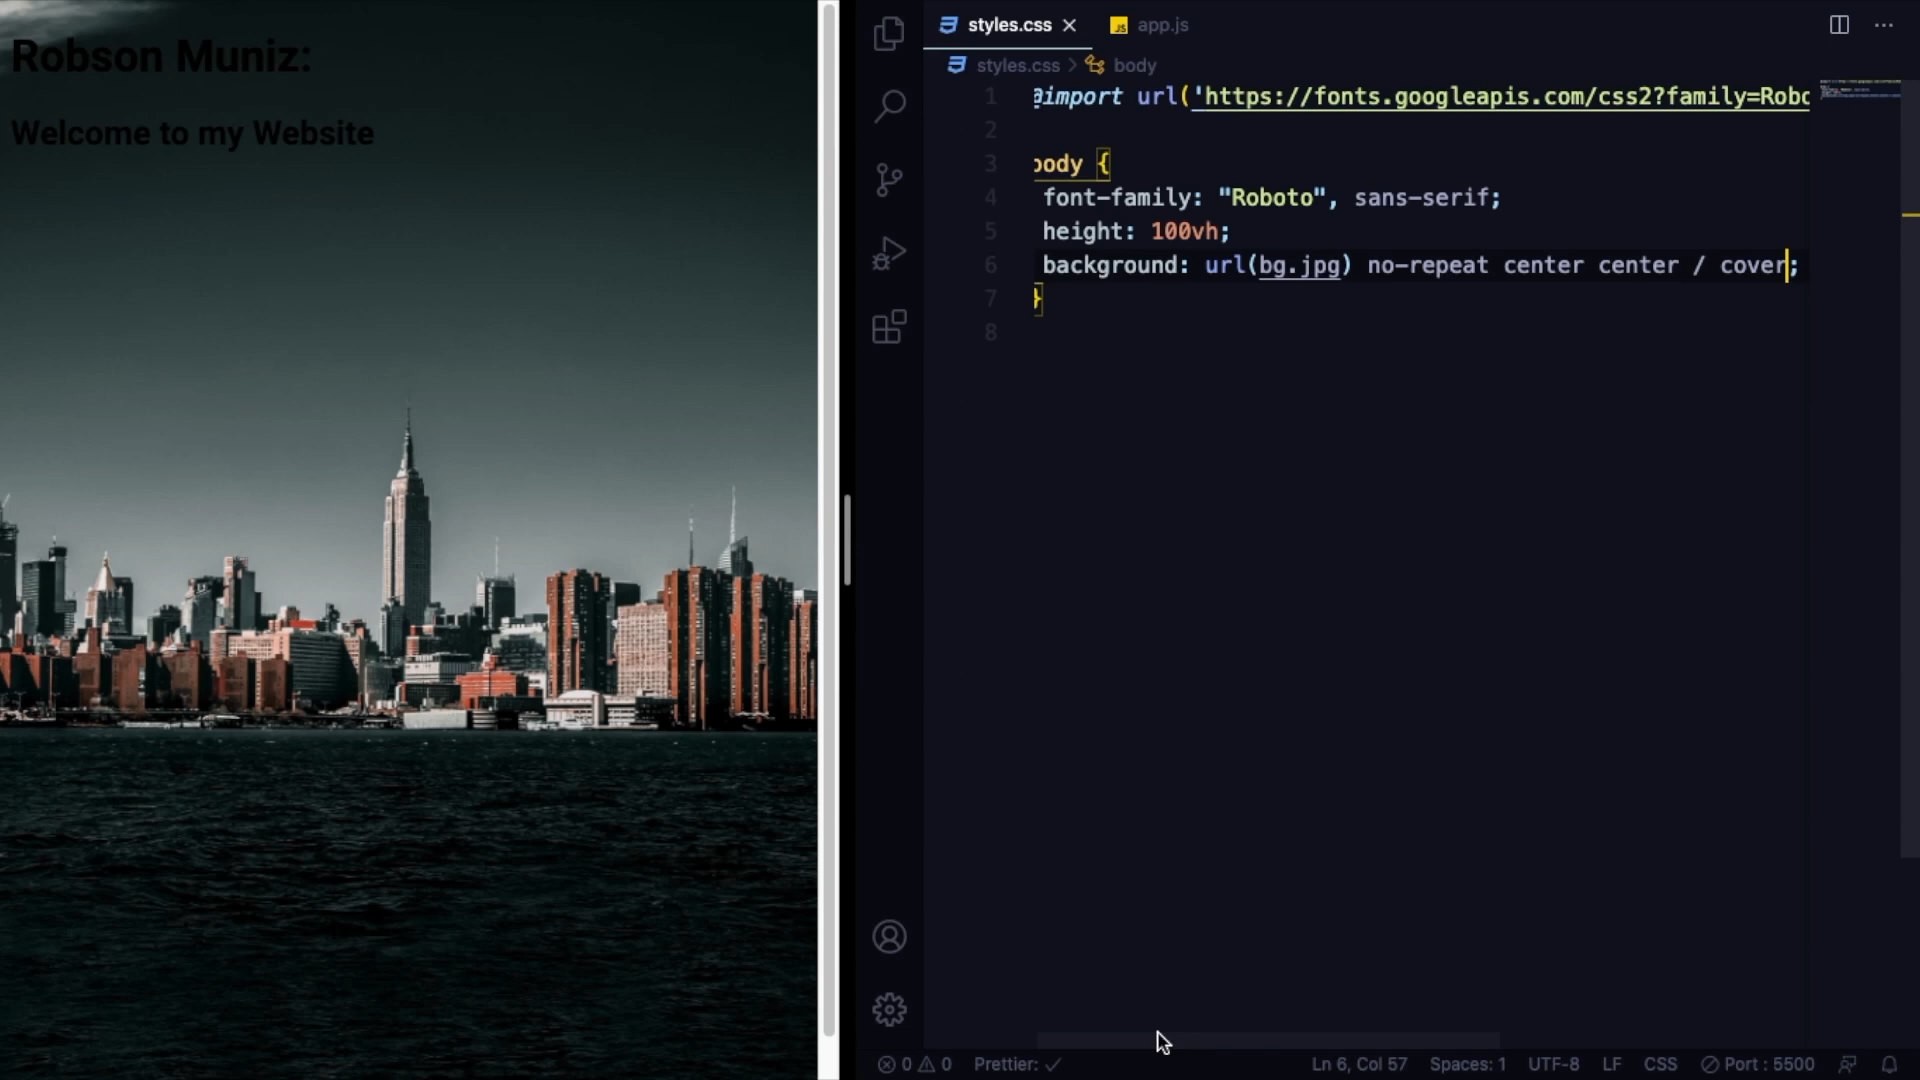 Robson Muniz:
Welcome to my Website
styles.css
JS app.js
styles.css > body
1 @import url('https://fonts.googleapis.com/css2?family=Robo
2
3 body {
4 font-family: "Roboto", sans-serif;
5 height: 100vh;
6 background: url(bg.jpg) no-repeat center center / cover;
7 }
8
0 0 Prettier: ✓ Ln 6, Col 57 Spaces: 1 UTF-8 LF CSS Port : 5500